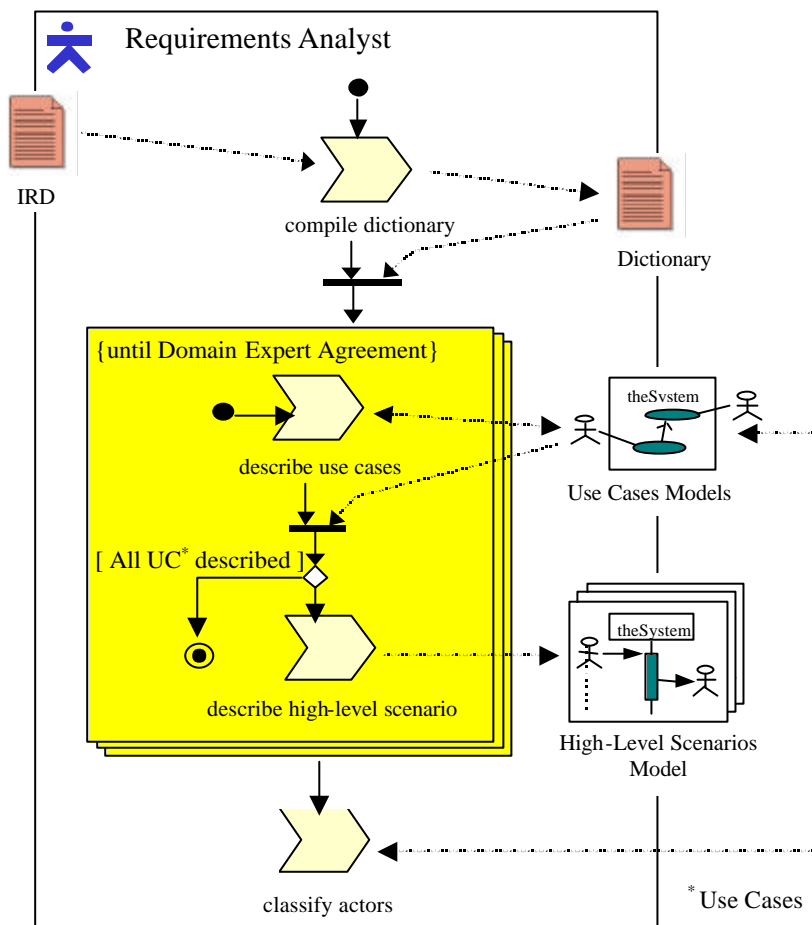 Requirements Analyst
IRD
compile dictionary
Dictionary
{until Domain Expert Agreement}
theSystem
describe use cases
Use Cases Models
[ All UC* described ]
theSystem
describe high-level scenario
High-Level Scenarios
Model
classify actors
* Use Cases